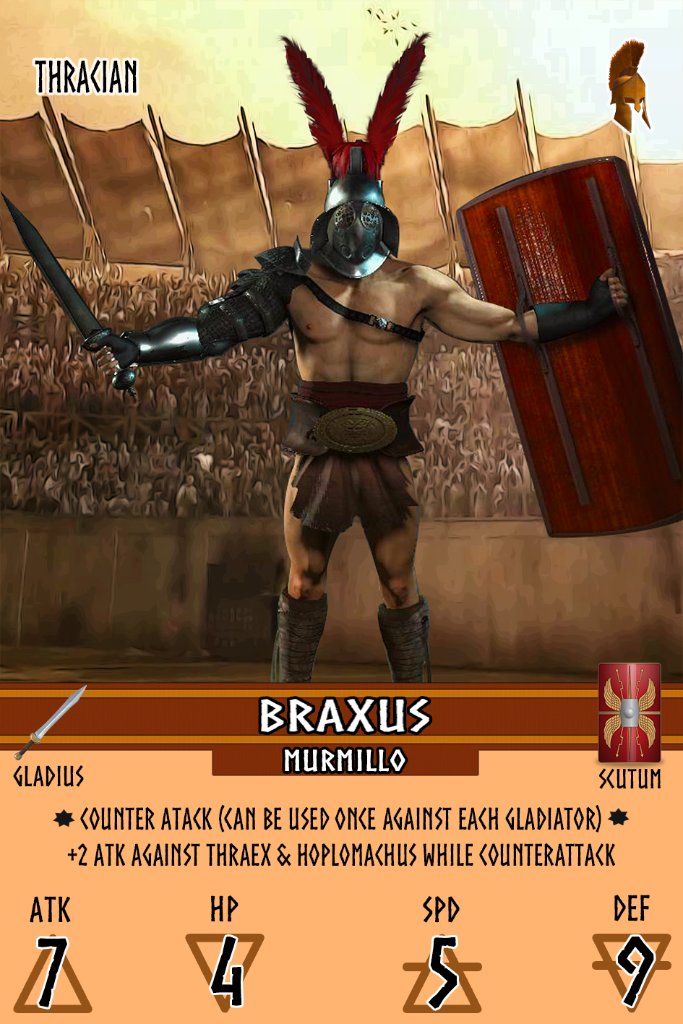 THRACIAN
BRAXUS
MURMILLO
GLADIUS
SCUTUM
COUNTER ATACK (CAN BE USED ONCE AGAINST EACH GLADIATOR)
+2 ATK AGAINST THRAEX & HOPLOMACHUS WHILE COUNTERATTACK
ATK HP SPD DEF
7 4 5 9